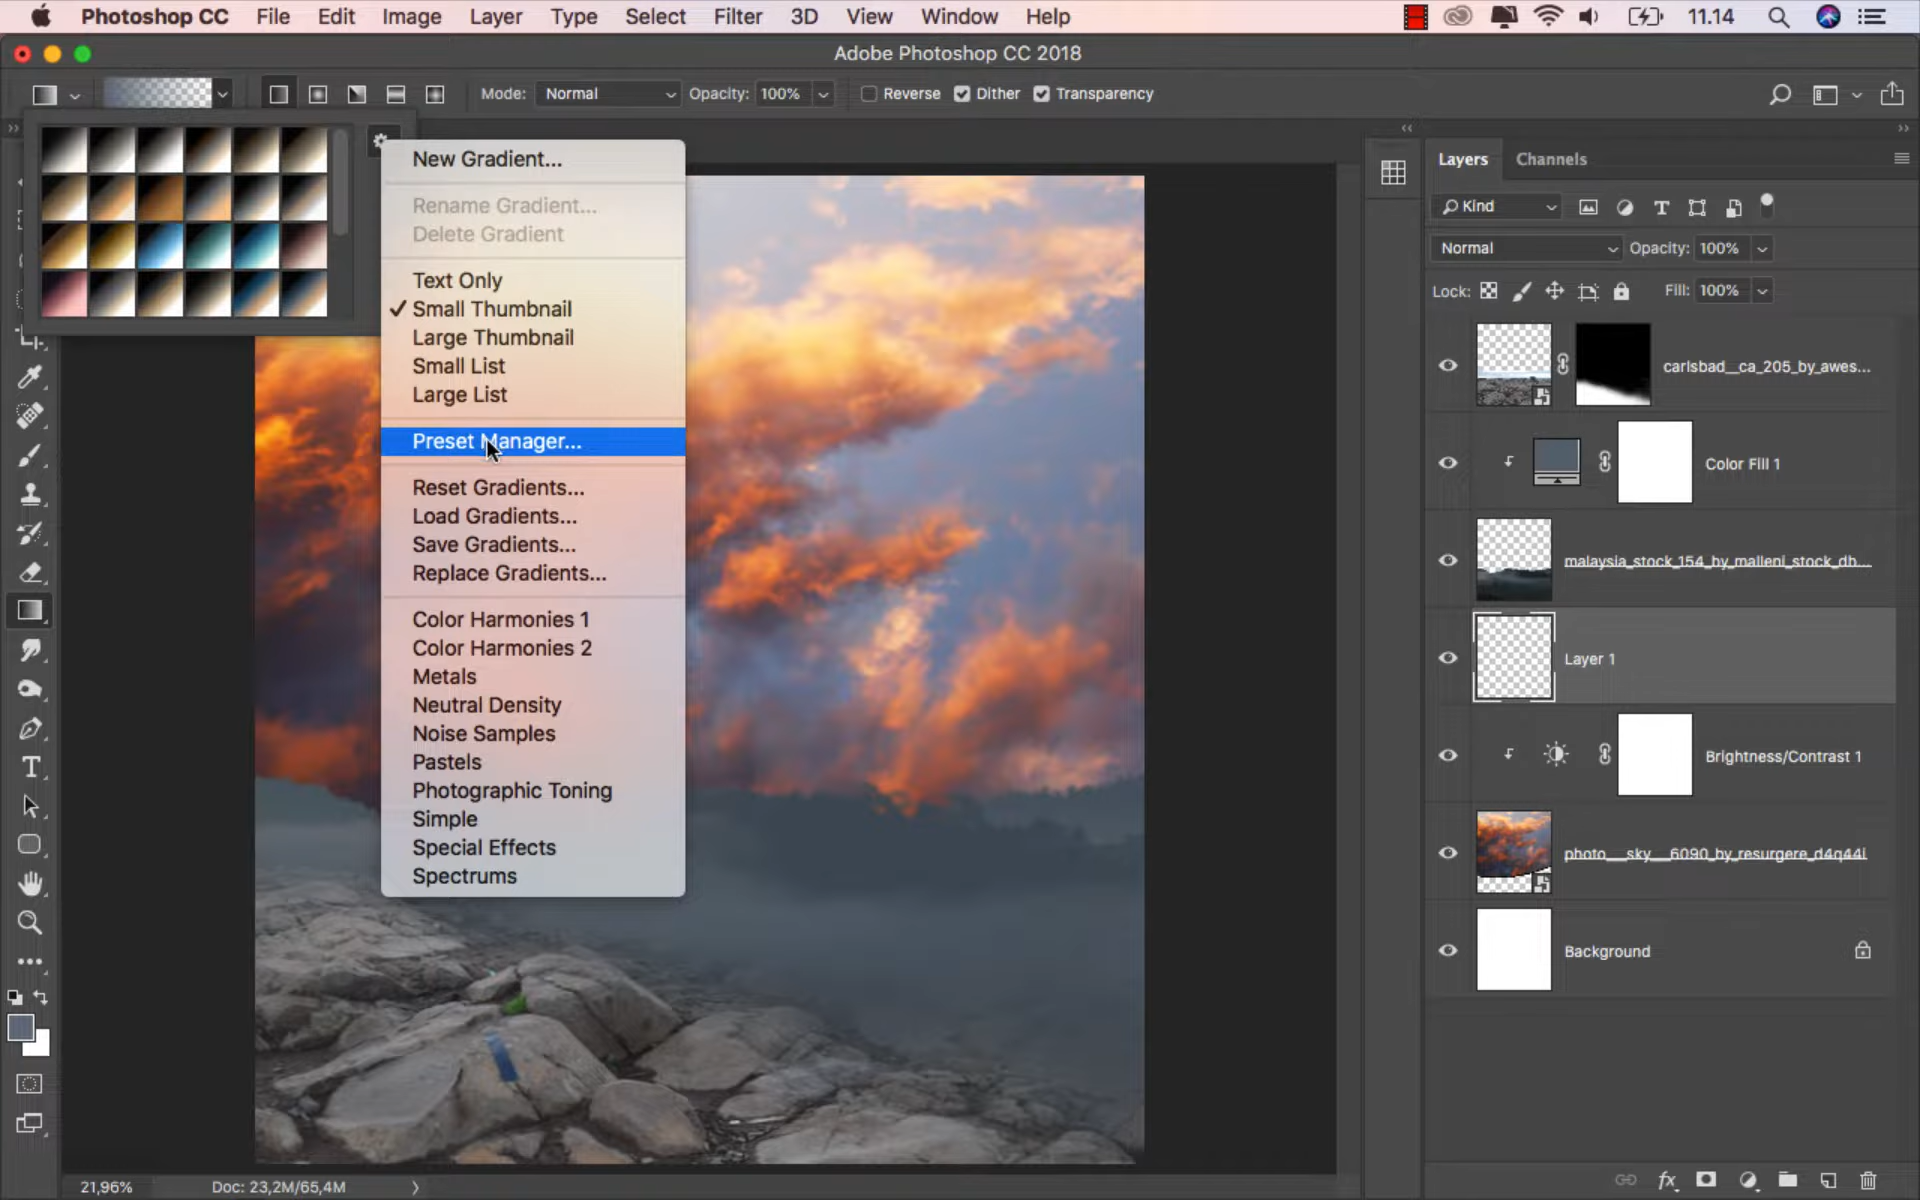 Photoshop CC File Edit Image Layer Type Select Filter 3D View Window Help 11.14
Adobe Photoshop CC 2018
Mode: Normal Opacity: 100% Reverse Dither Transparency
New Gradient...
Rename Gradient...
Delete Gradient
Text Only
Small Thumbnail
Large Thumbnail
Small List
Large List
Preset Manager...
Reset Gradients...
Load Gradients...
Save Gradients...
Replace Gradients...
Color Harmonies 1
Color Harmonies 2
Metals
Neutral Density
Noise Samples
Pastels
Photographic Toning
Simple
Special Effects
Spectrums
Layers Channels
Kind
Normal Opacity: 100%
Lock: Fill: 100%
carlsbad__ca_205_by_awes...
Color Fill 1
malaysia_stock_154_by_malleni_stock_dh...
Layer 1
Brightness/Contrast 1
photo__sky__6090_by_resurgere_d4q44i
Background
21,96% Doc: 23,2M/65,4M